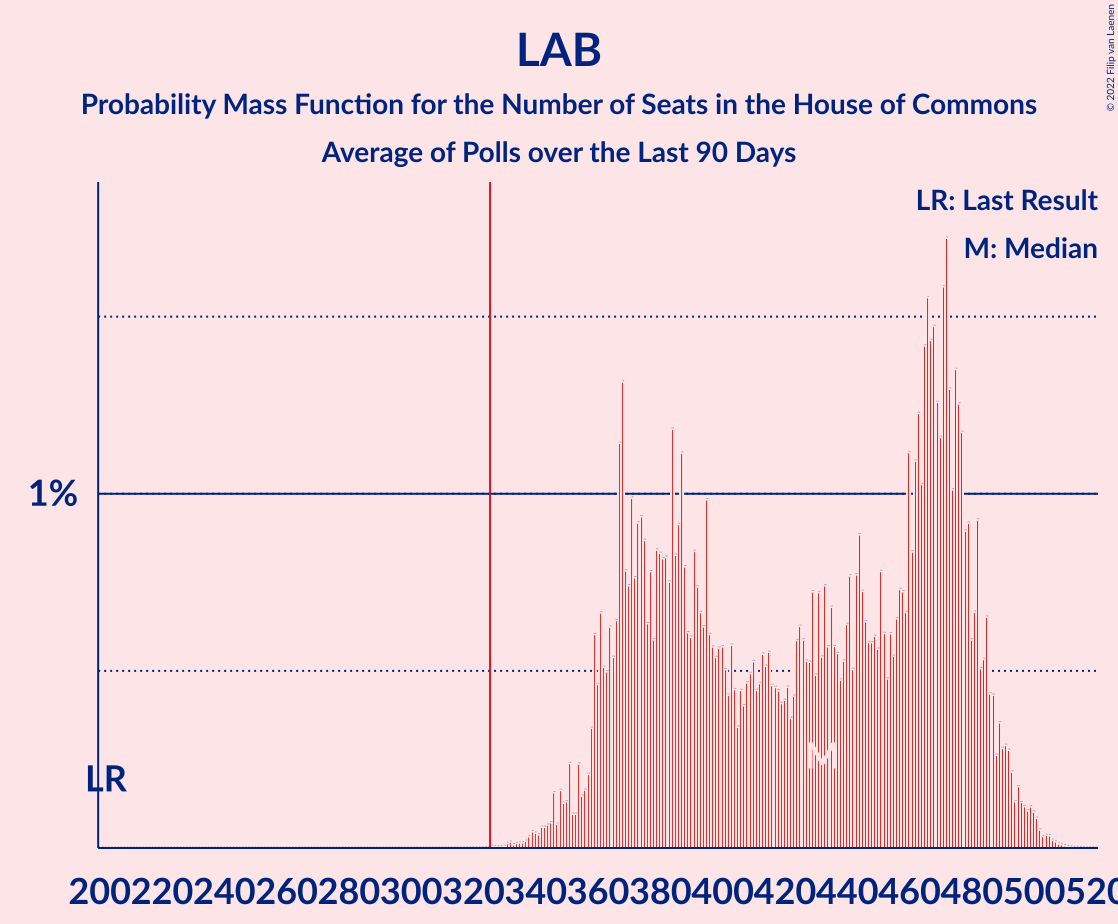 LAB
Probability Mass Function for the Number of Seats in the House of Commons
Average of Polls over the Last 90 Days
© 2022 Filip van Laenen
LR: Last Result
M: Median
1%
M
LR
200220240260280300320340360380400420440460480500520